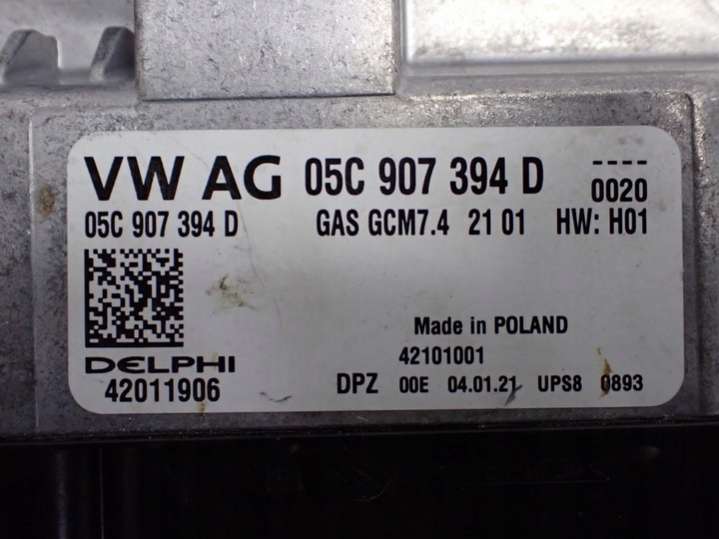 VW AG 05C 907 394 D ----
0020
05C 907 394 D GAS GCM7.4 21 01 HW: H01
Made in POLAND
DELPHI 42101001
42011906 DPZ 00E 04.01.21 UPS8 0893